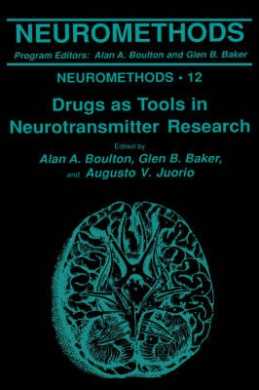 NEUROMETHODS
Program Editors: Alan A. Boulton and Glen B. Baker
NEUROMETHODS • 12
Drugs as Tools in
Neurotransmitter Research
Edited by
Alan A. Boulton, Glen B. Baker,
and Augusto V. Juorio